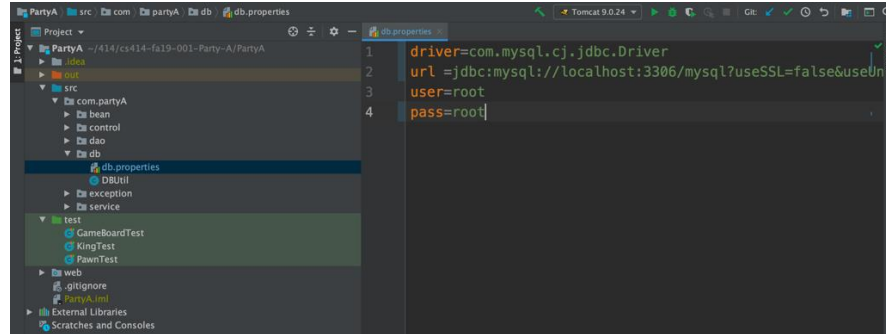 PartyA src com partyA db db.properties Tomcat 9.0.24 Git:
1: Project
Project
db.properties
PartyA ~/414/cs414-fa19-001-Party-A/PartyA
.idea
out
src
com.partyA
bean
control
dao
db
db.properties
DBUtil
exception
service
test
GameBoardTest
KingTest
PawnTest
web
.gitignore
PartyA.iml
External Libraries
Scratches and Consoles
1 driver=com.mysql.cj.jdbc.Driver
2 url =jdbc:mysql://localhost:3306/mysql?useSSL=false&useUn
3 user=root
4 pass=root